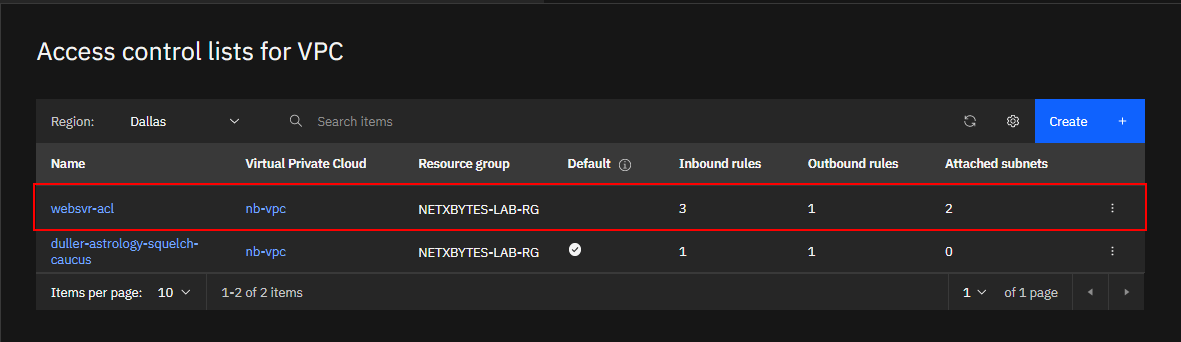 Access control lists for VPC
Region: Dallas Search items Create +
Name Virtual Private Cloud Resource group Default Inbound rules Outbound rules Attached subnets
websvr-acl nb-vpc NETXBYTES-LAB-RG 3 1 2
duller-astrology-squelch-
caucus nb-vpc NETXBYTES-LAB-RG 1 1 0
Items per page: 10 1-2 of 2 items 1 of 1 page